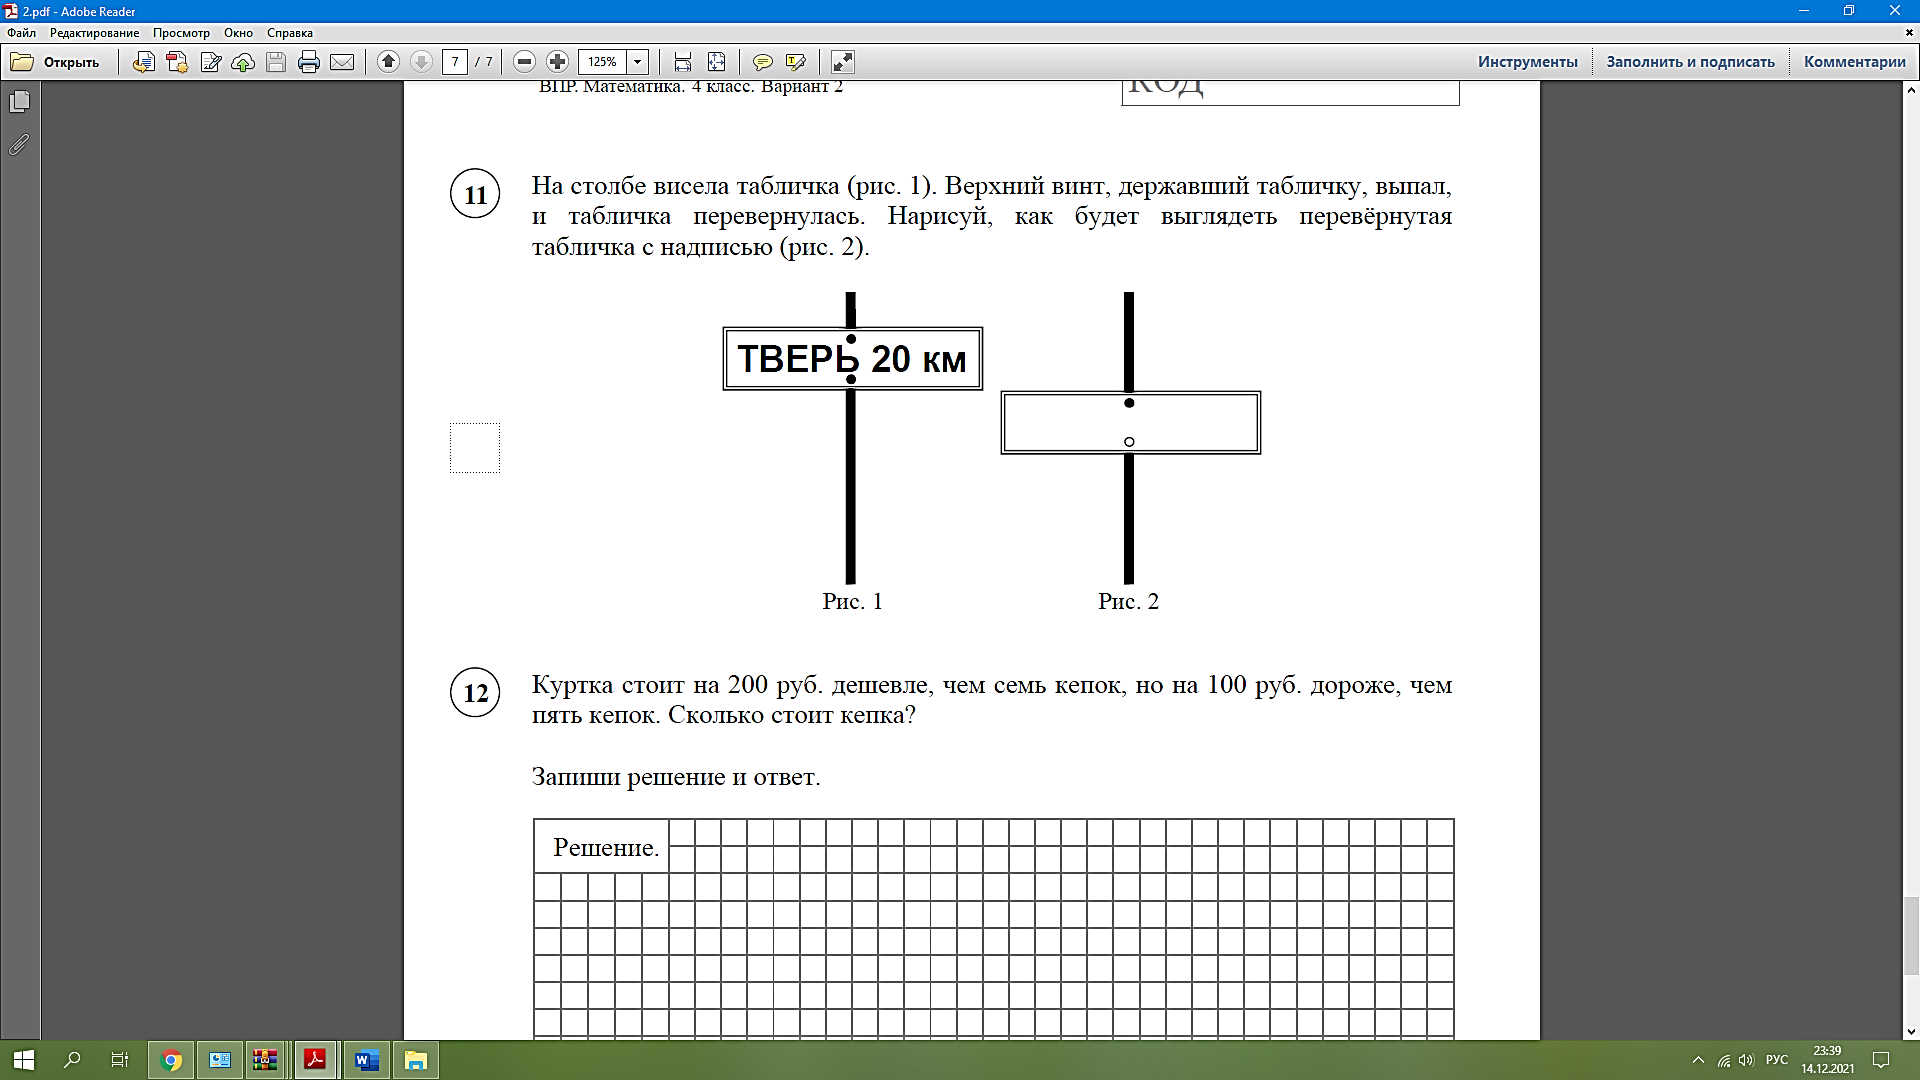 2.pdf - Adobe Reader
Файл Редактирование Просмотр Окно Справка
Открыть 7 / 7 125% Инструменты Заполнить и подписать Комментарии
ВПР. Математика. 4 класс. Вариант 2
КОД
11 На столбе висела табличка (рис. 1). Верхний винт, державший табличку, выпал,
и табличка перевернулась. Нарисуй, как будет выглядеть перевёрнутая
табличка с надписью (рис. 2).
ТВЕРЬ 20 км
Рис. 1 Рис. 2
12 Куртка стоит на 200 руб. дешевле, чем семь кепок, но на 100 руб. дороже, чем
пять кепок. Сколько стоит кепка?
Запиши решение и ответ.
Решение.
РУС
23:39
14.12.2021